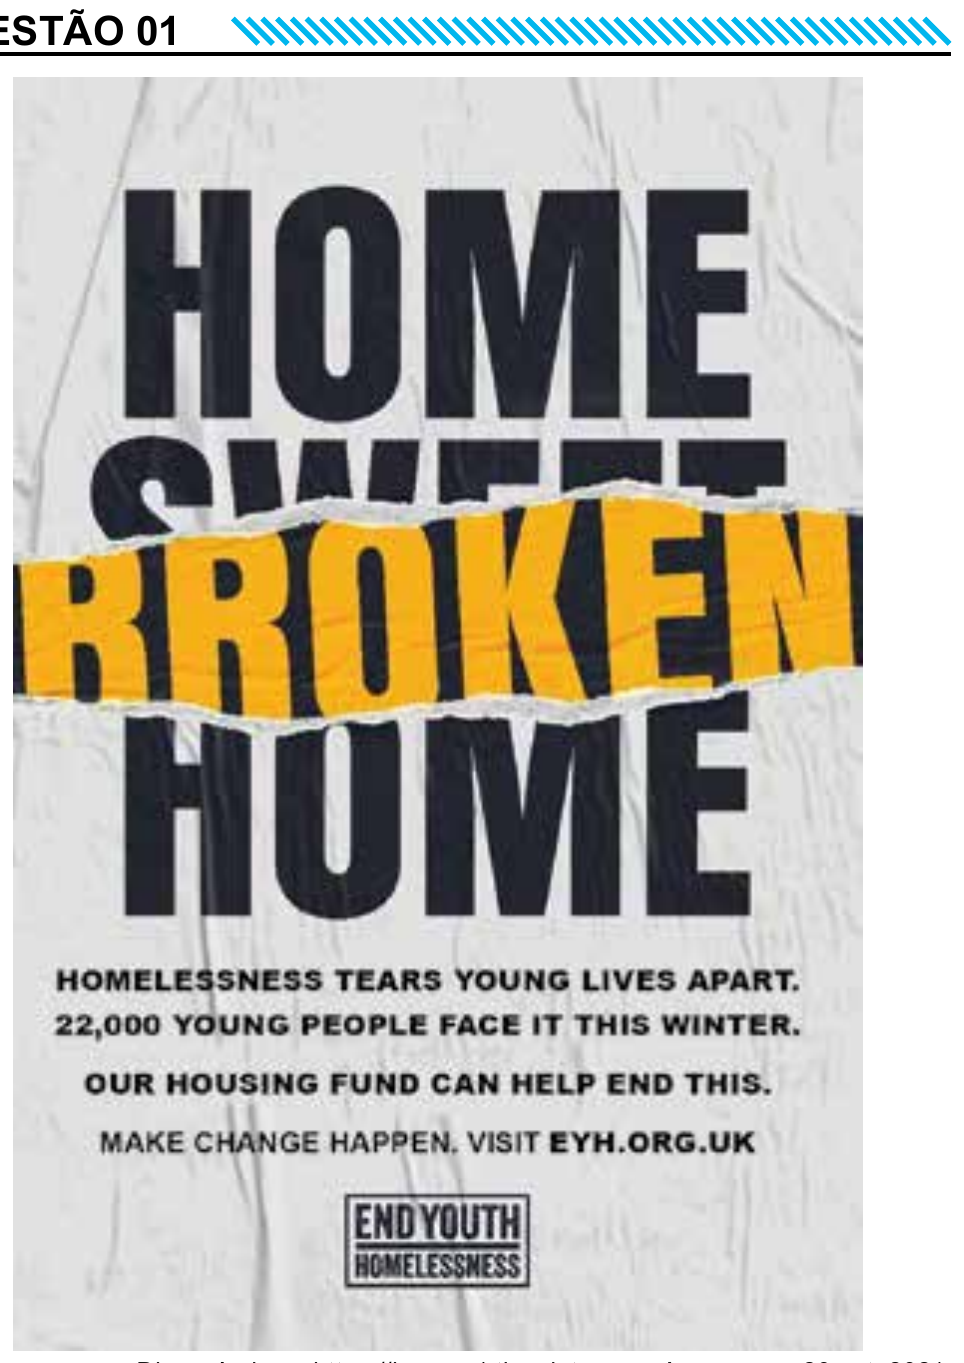 ESTÃO 01
HOME
SWEET
BROKEN
HOME
HOMELESSNESS TEARS YOUNG LIVES APART.
22,000 YOUNG PEOPLE FACE IT THIS WINTER.
OUR HOUSING FUND CAN HELP END THIS.
MAKE CHANGE HAPPEN. VISIT EYH.ORG.UK
END YOUTH
HOMELESSNESS